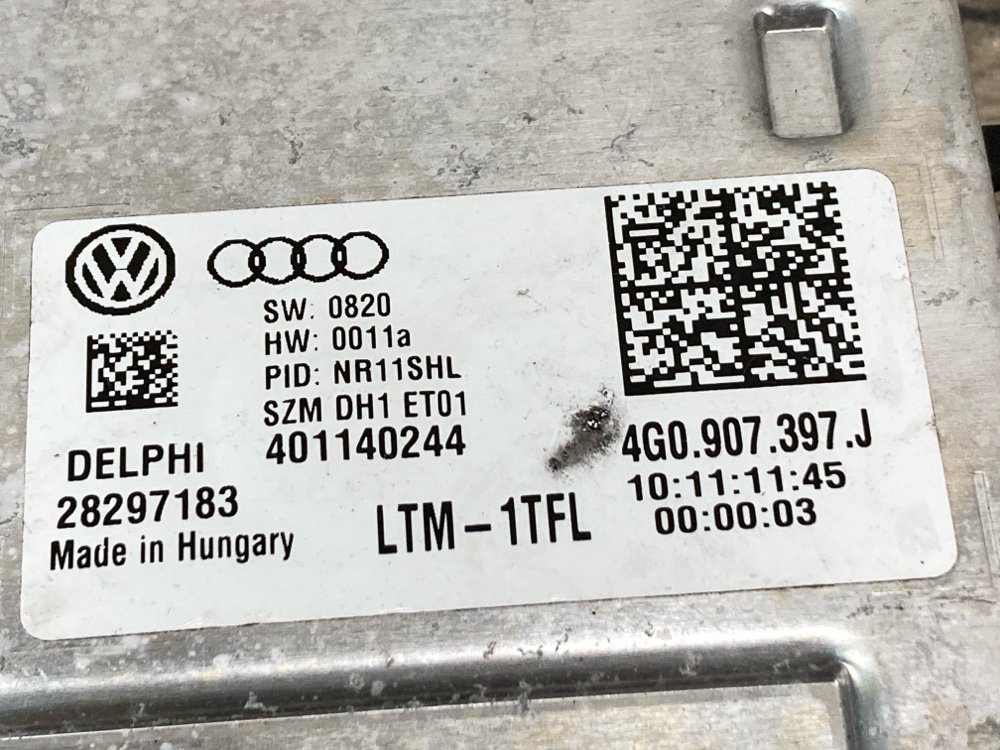 SW: 0820
HW: 0011a
PID: NR11SHL
SZM DH1 ET01
401140244
DELPHI
28297183
Made in Hungary
LTM-1TFL
4G0.907.397.J
10:11:11:45
00:00:03